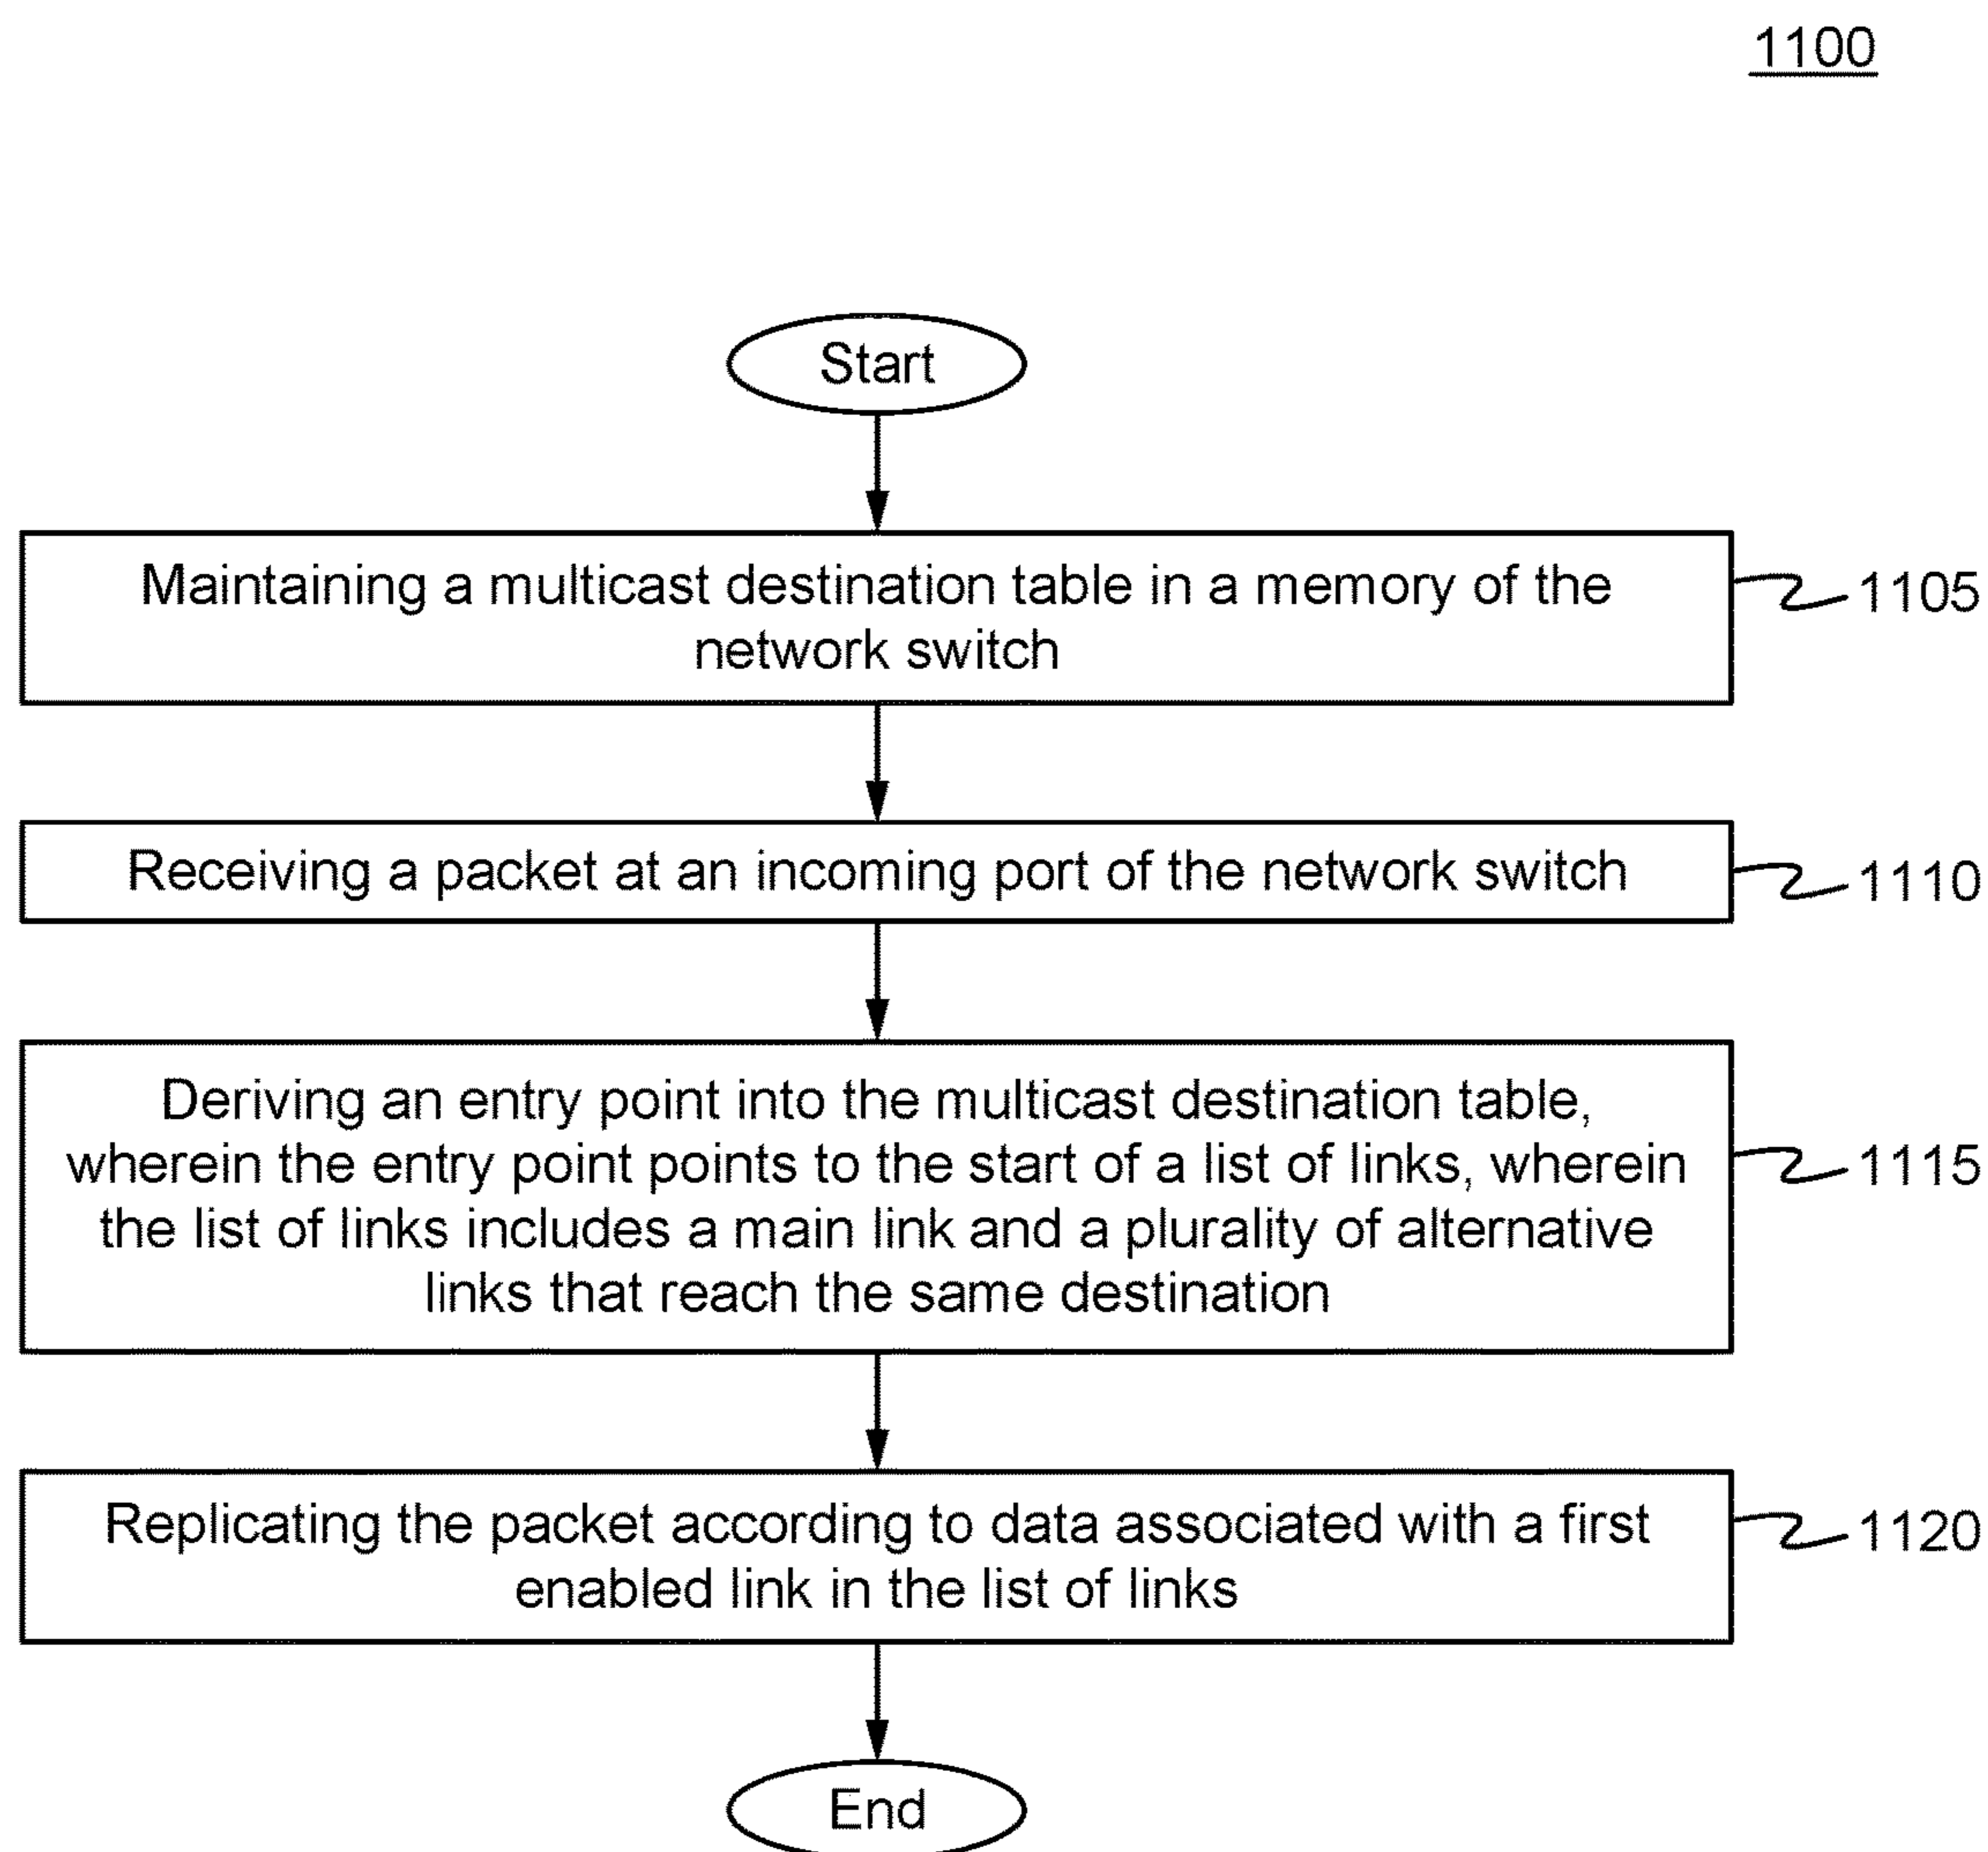 1100
Start
Maintaining a multicast destination table in a memory of the
network switch
1105
Receiving a packet at an incoming port of the network switch
1110
Deriving an entry point into the multicast destination table,
wherein the entry point points to the start of a list of links, wherein
the list of links includes a main link and a plurality of alternative
links that reach the same destination
1115
Replicating the packet according to data associated with a first
enabled link in the list of links
1120
End